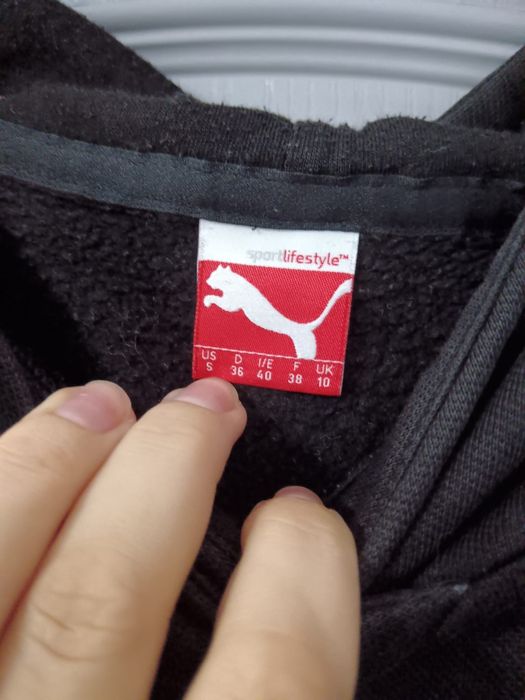 sportlifestyle™
US D I/E F UK
S 36 40 38 10